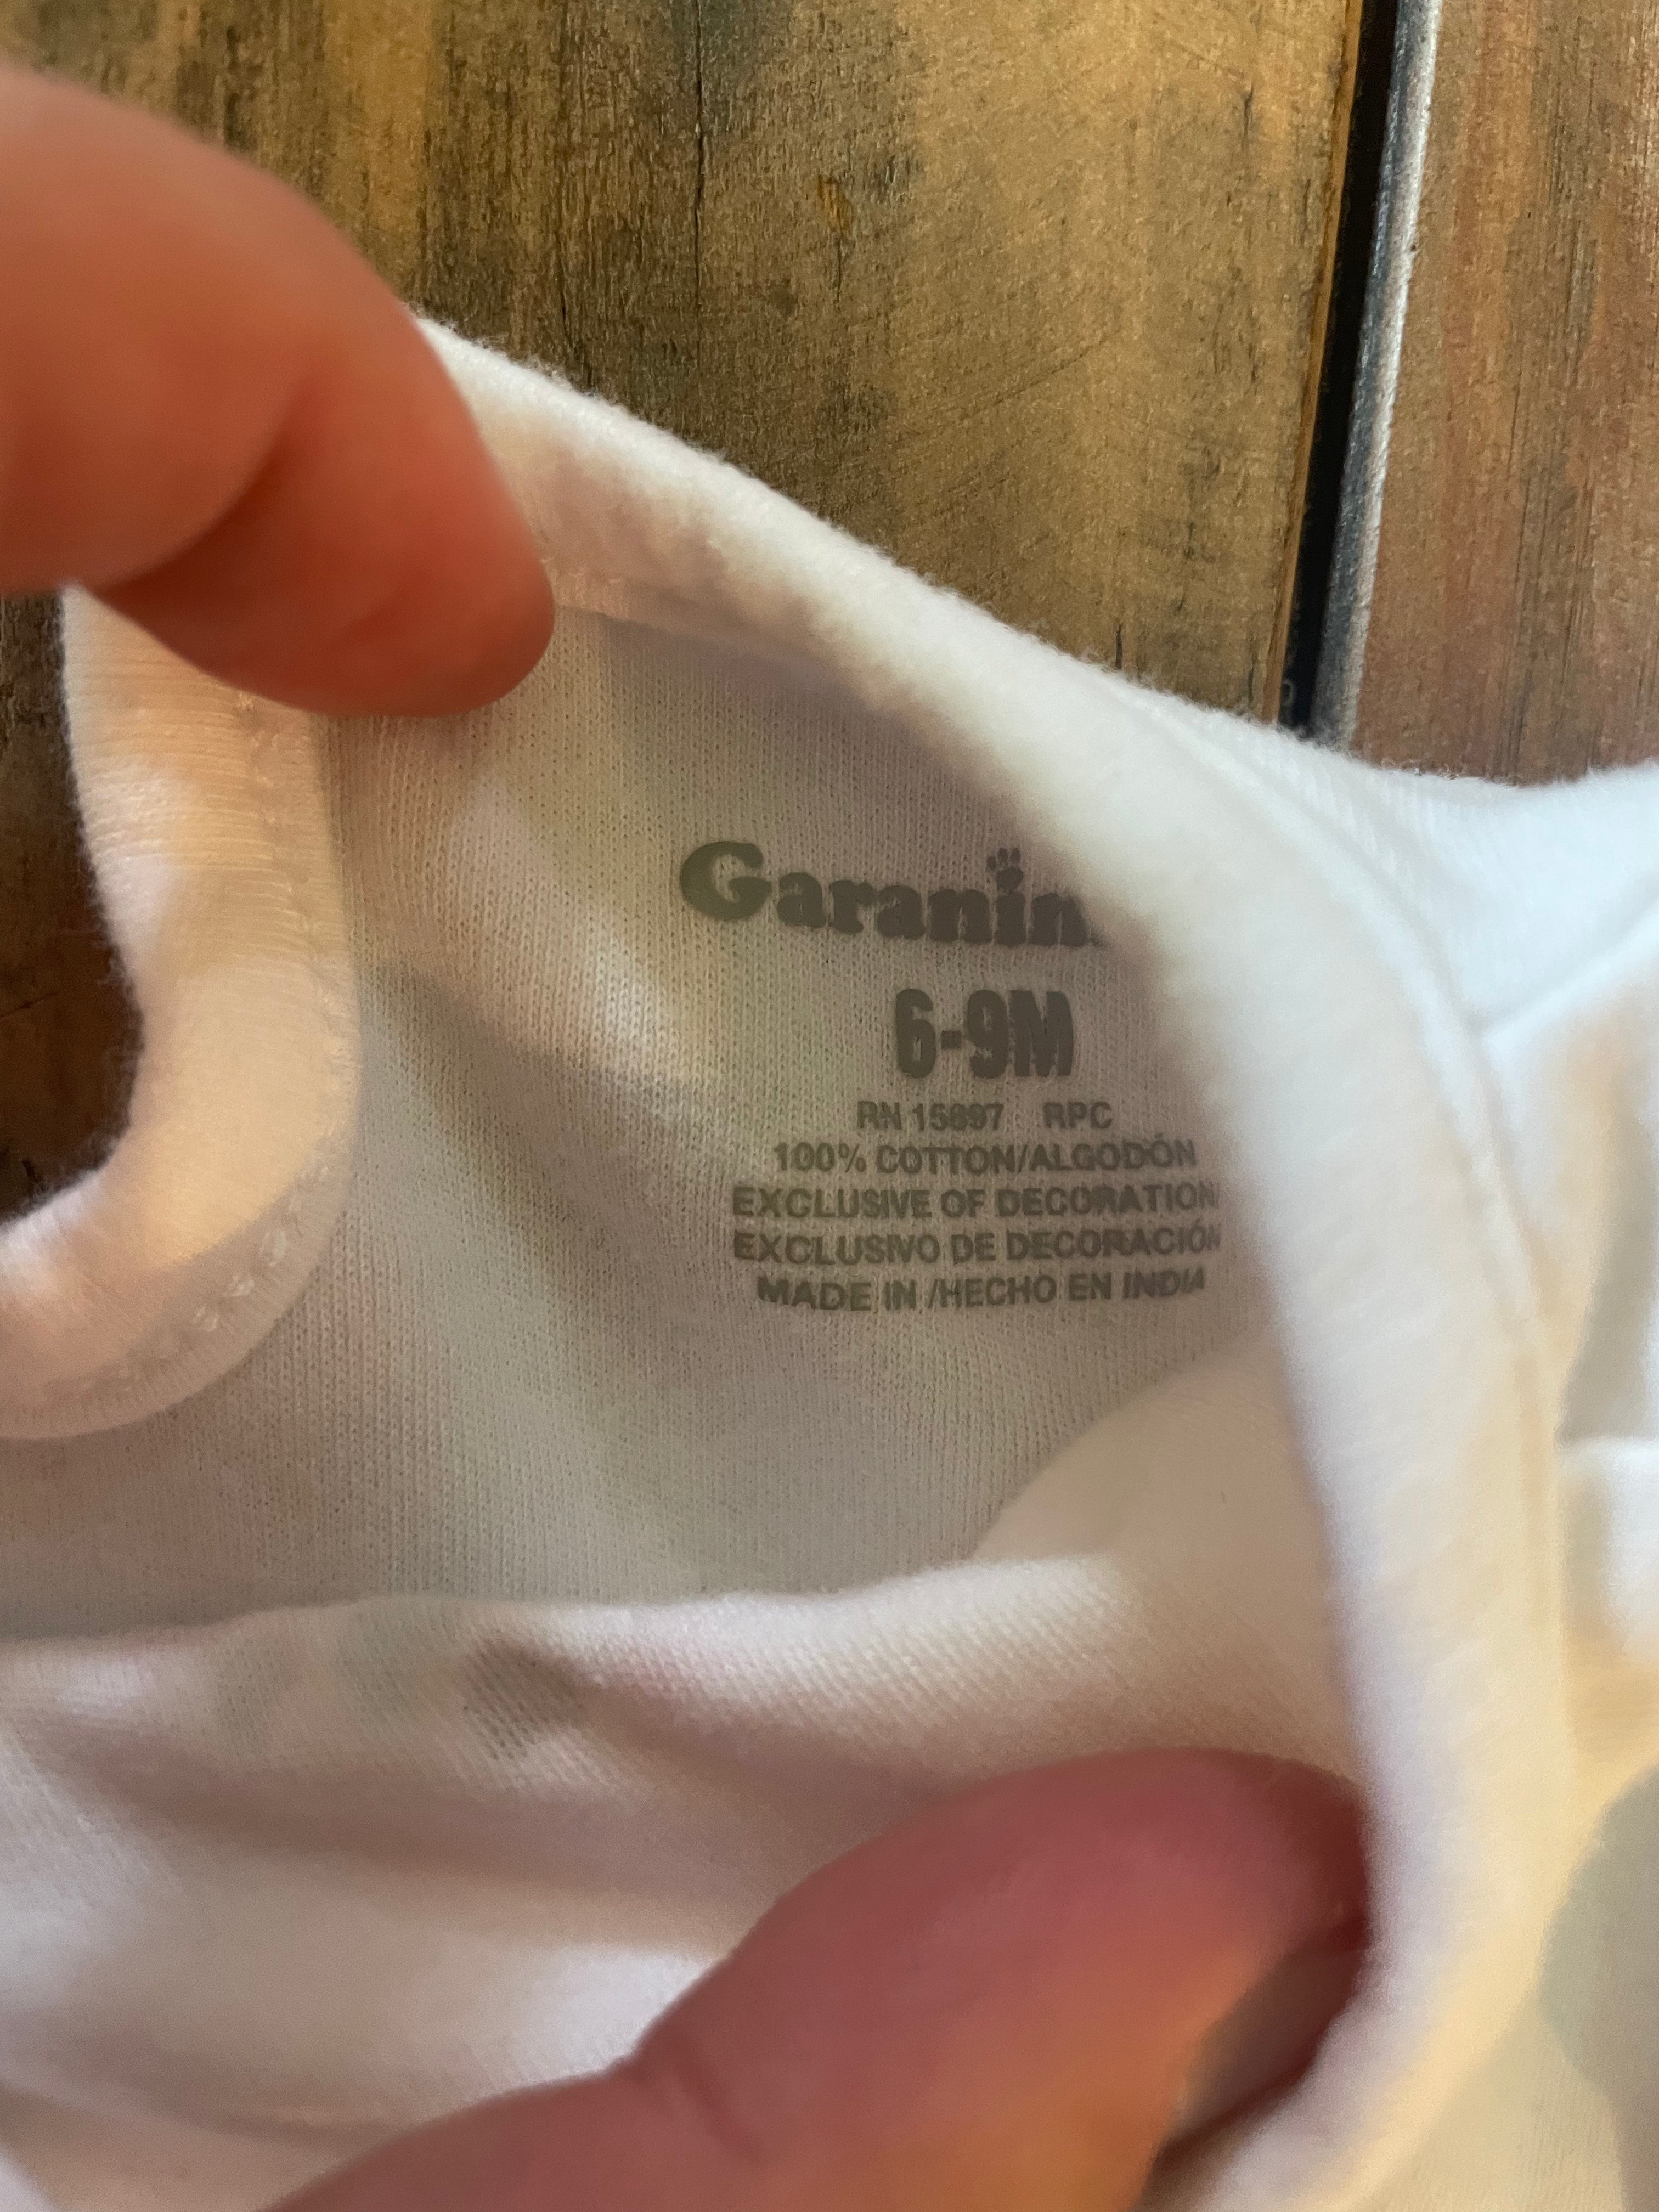 Garanin
6-9M
RN 15897 RPC
100% COTTON/ALGODÓN
EXCLUSIVE OF DECORATION
EXCLUSIVO DE DECORACIÓN
MADE IN /HECHO EN INDIA